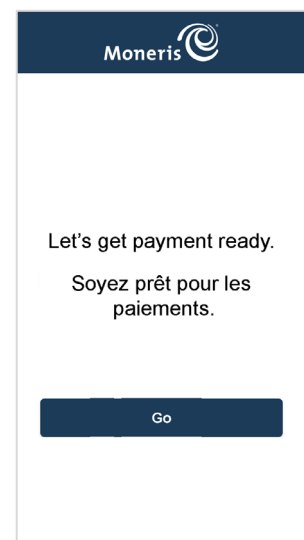 Moneris
Let's get payment ready.
Soyez prêt pour les
paiements.
Go